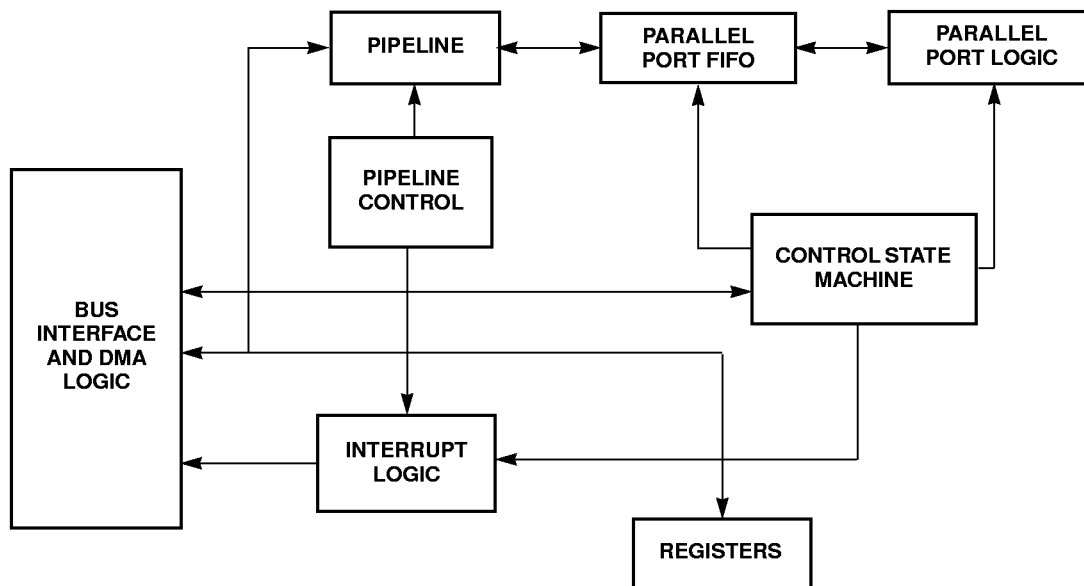 PIPELINE
PARALLEL
PORT FIFO
PARALLEL
PORT LOGIC
PIPELINE
CONTROL
CONTROL STATE
MACHINE
BUS
INTERFACE
AND DMA
LOGIC
INTERRUPT
LOGIC
REGISTERS